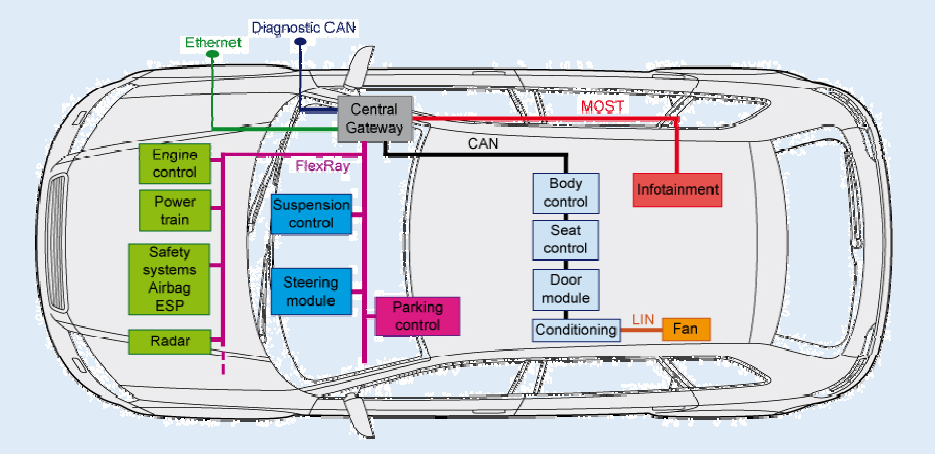 Diagnostic CAN
Ethernet
Central
Gateway
MOST
CAN
FlexRay
Engine
control
Power
train
Safety
systems
Airbag
ESP
Radar
Suspension
control
Steering
module
Parking
control
Body
control
Seat
control
Door
module
Conditioning
LIN
Fan
Infotainment